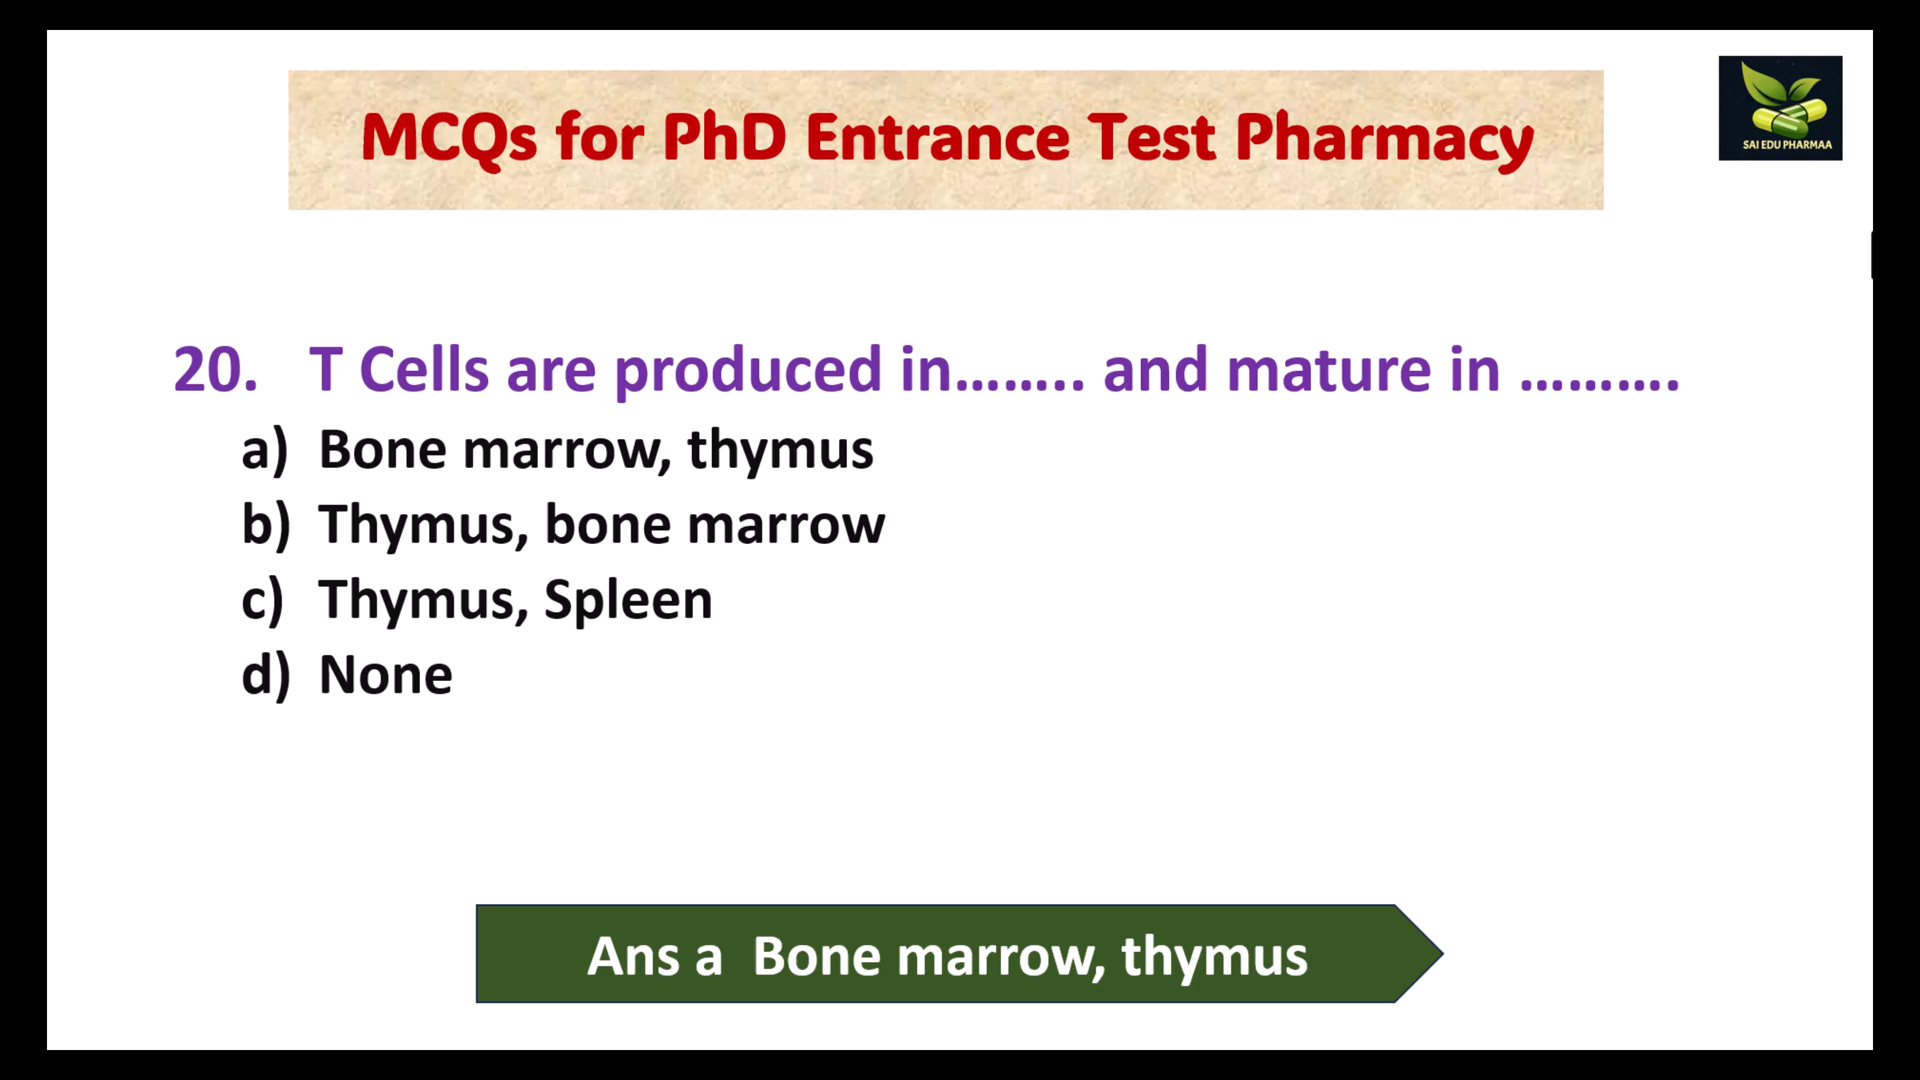 MCQs for PhD Entrance Test Pharmacy
SAI EDU PHARMAA
20. T Cells are produced in…….. and mature in ……….
a) Bone marrow, thymus
b) Thymus, bone marrow
c) Thymus, Spleen
d) None
Ans a Bone marrow, thymus